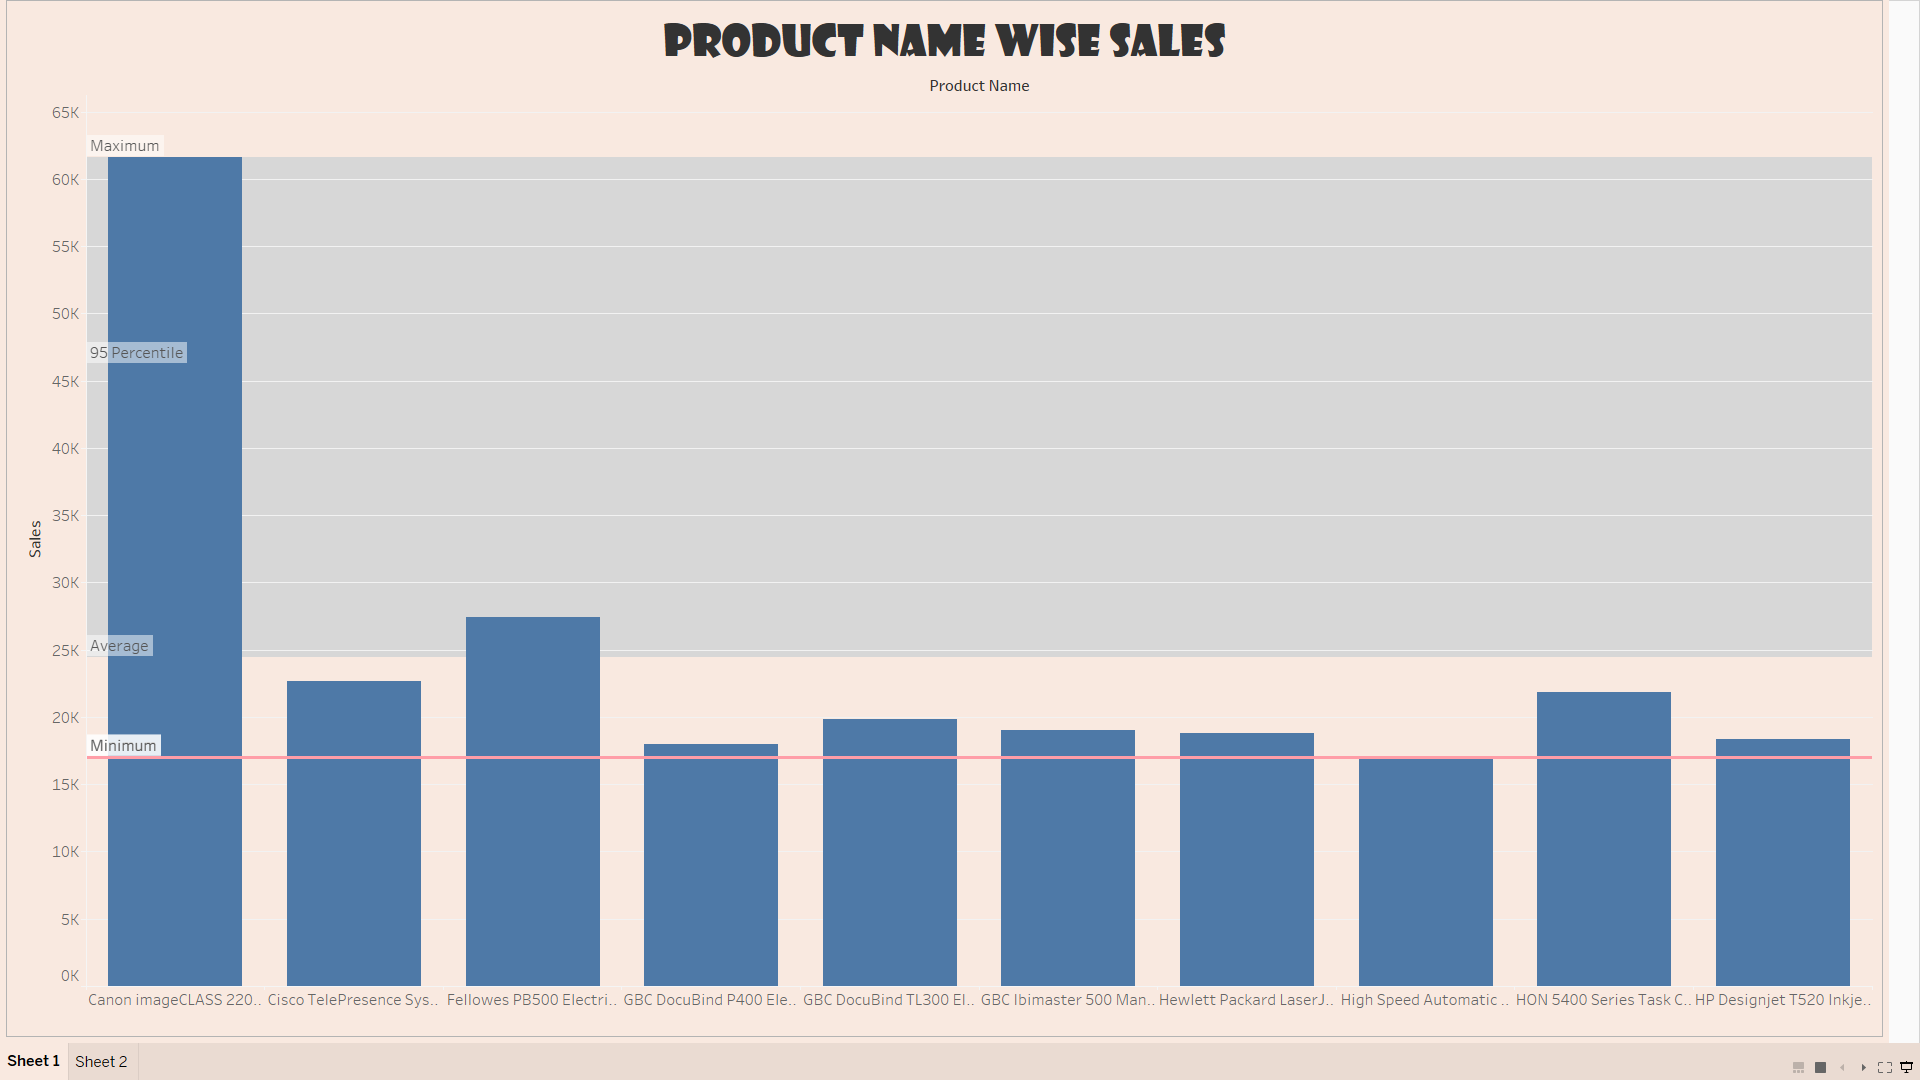 PRODUCT NAME WISE SALES
Product Name
65K
Maximum
60K
55K
50K
95 Percentile
45K
40K
35K
Sales
30K
Average
25K
20K
Minimum
15K
10K
5K
0K
Canon imageCLASS 220.. Cisco TelePresence Sys.. Fellowes PB500 Electri.. GBC DocuBind P400 Ele.. GBC DocuBind TL300 El.. GBC Ibimaster 500 Man.. Hewlett Packard LaserJ.. High Speed Automatic .. HON 5400 Series Task C.. HP Designjet T520 Inkje..
Sheet 1 Sheet 2